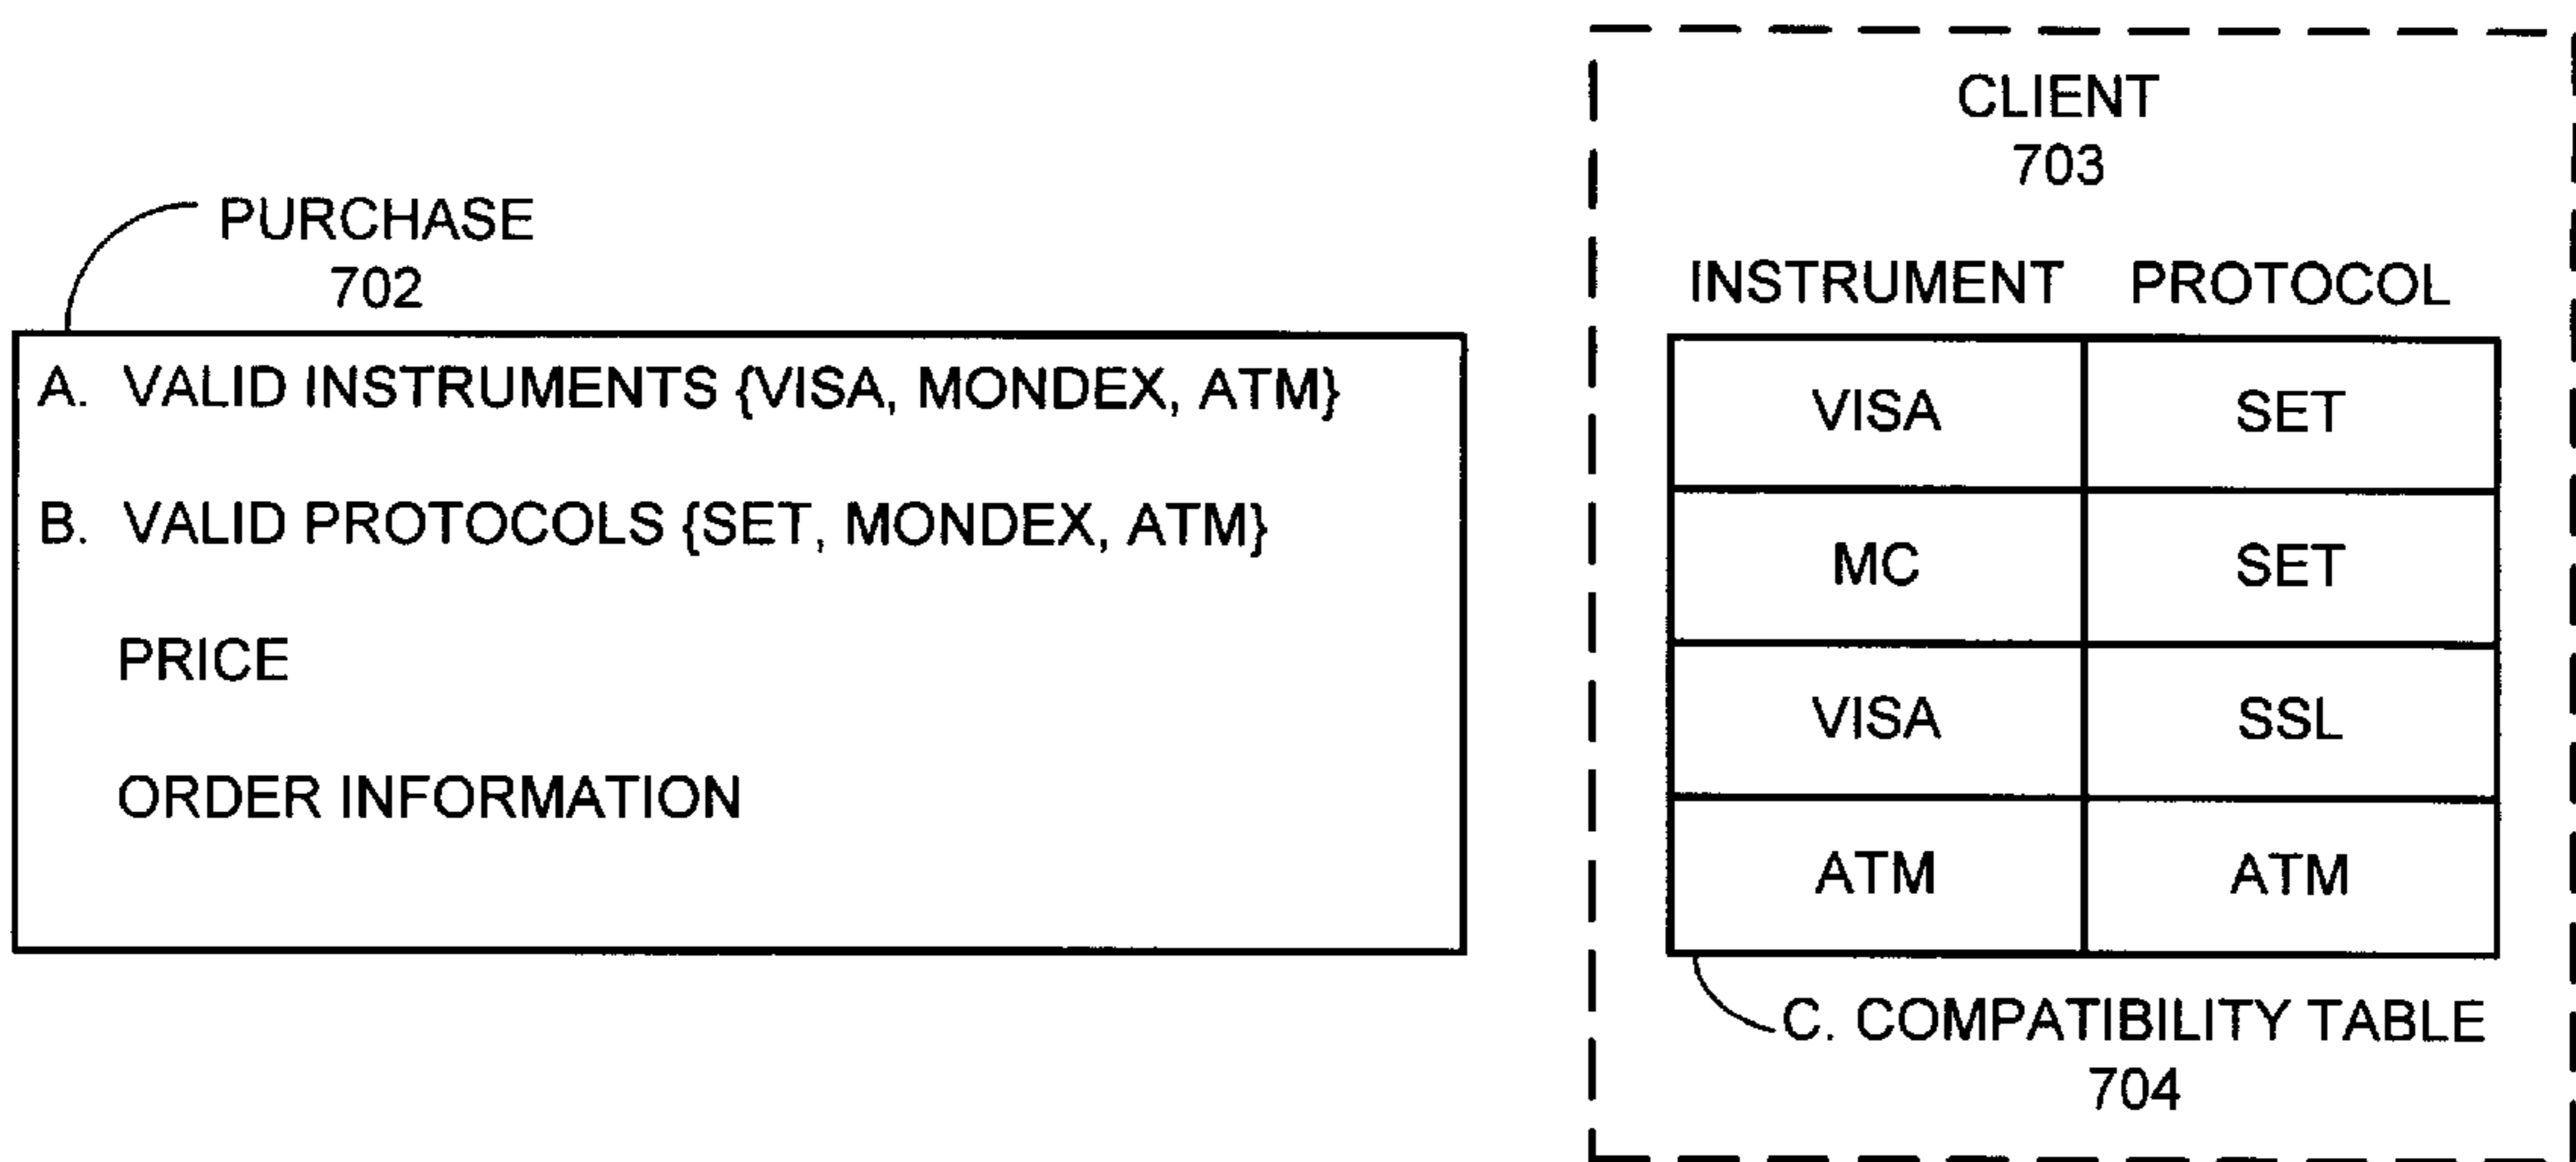 PURCHASE
702
A. VALID INSTRUMENTS {VISA, MONDEX, ATM}
B. VALID PROTOCOLS {SET, MONDEX, ATM}
PRICE
ORDER INFORMATION
CLIENT
703
INSTRUMENT PROTOCOL
VISA SET
MC SET
VISA SSL
ATM ATM
C. COMPATIBILITY TABLE
704